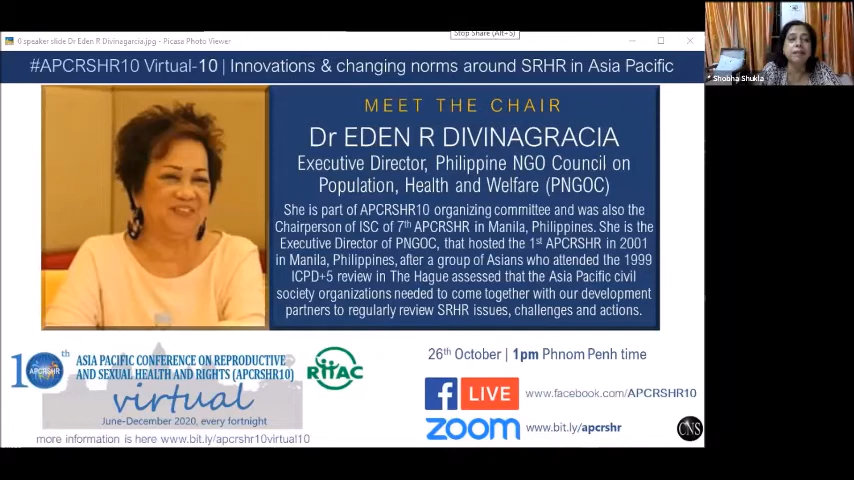 Stop Share (Alt+S)
0 speaker slide Dr Eden R Divinagarcia.jpg - Picasa Photo Viewer
Shobha Shukla
#APCRSHR10 Virtual-10 | Innovations & changing norms around SRHR in Asia Pacific
MEET THE CHAIR
Dr EDEN R DIVINAGRACIA
Executive Director, Philippine NGO Council on
Population, Health and Welfare (PNGOC)
She is part of APCRSHR10 organizing committee and was also the
Chairperson of ISC of 7th APCRSHR in Manila, Philippines. She is the
Executive Director of PNGOC, that hosted the 1st APCRSHR in 2001
in Manila, Philippines, after a group of Asians who attended the 1999
ICPD+5 review in The Hague assessed that the Asia Pacific civil
society organizations needed to come together with our development
partners to regularly review SRHR issues, challenges and actions.
10th
APCRSHR
ASIA PACIFIC CONFERENCE ON REPRODUCTIVE
AND SEXUAL HEALTH AND RIGHTS (APCRSHR10)
virtual
June-December 2020, every fortnight
more information is here www.bit.ly/apcrshr10virtual10
RHAC
26th October | 1pm Phnom Penh time
f LIVE www.facebook.com/APCRSHR10
zoom www.bit.ly/apcrshr
CNS